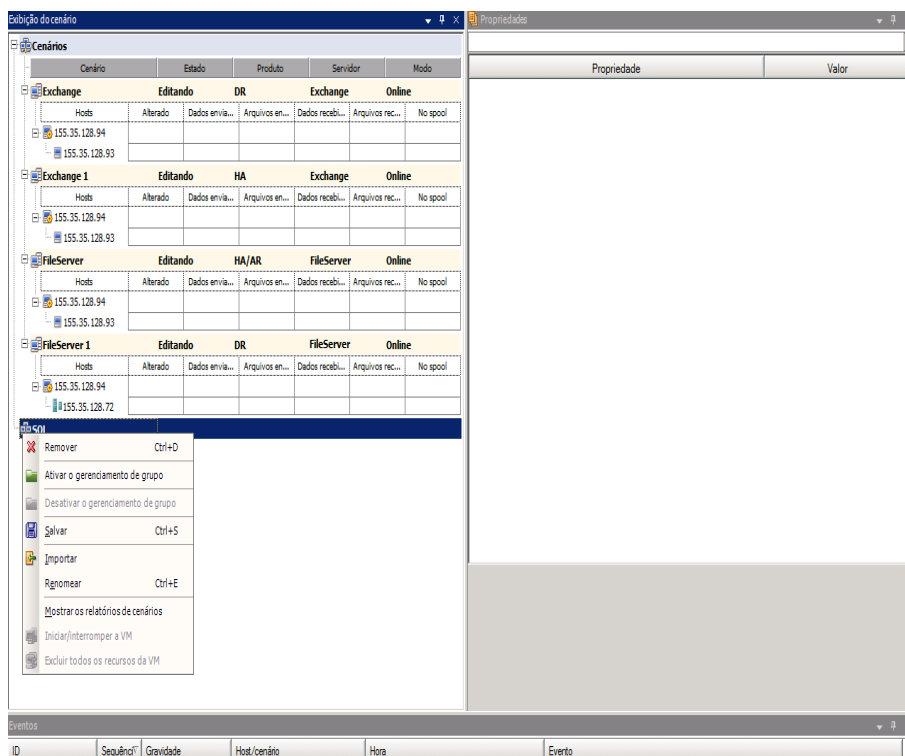 Exibição do cenário
Propriedades
Cenários
Cenário Estado Produto Servidor Modo
Propriedade Valor
Exchange Editando DR Exchange Online
Hosts Alterado Dados envia... Arquivos en... Dados recebi... Arquivos rec... No spool
155.35.128.94
155.35.128.93
Exchange 1 Editando HA Exchange Online
Hosts Alterado Dados envia... Arquivos en... Dados recebi... Arquivos rec... No spool
155.35.128.94
155.35.128.93
FileServer Editando HA/AR FileServer Online
Hosts Alterado Dados envia... Arquivos en... Dados recebi... Arquivos rec... No spool
155.35.128.94
155.35.128.93
FileServer 1 Editando DR FileServer Online
Hosts Alterado Dados envia... Arquivos en... Dados recebi... Arquivos rec... No spool
155.35.128.94
155.35.128.72
SQL
Remover Ctrl+D
Ativar o gerenciamento de grupo
Desativar o gerenciamento de grupo
Salvar Ctrl+S
Importar
Renomear Ctrl+E
Mostrar os relatórios de cenários
Iniciar/interromper a VM
Excluir todos os recursos da VM
Eventos
ID Sequênci Gravidade Host/cenário Hora Evento